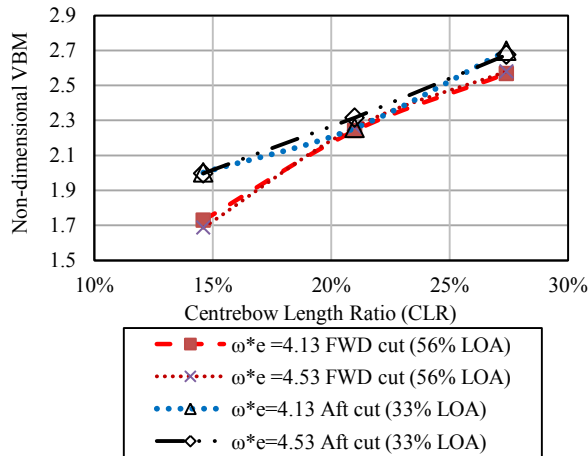 2.9
2.7
2.5
2.3
2.1
1.9
1.7
1.5
Non-dimensional VBM
10% 20% 25% 30%
15%
Centrebow Length Ratio (CLR)
ω*e =4.13 FWD cut (56% LOA)
ω*e =4.53 FWD cut (56% LOA)
ω*e=4.13 Aft cut (33% LOA)
ω*e=4.53 Aft cut (33% LOA)